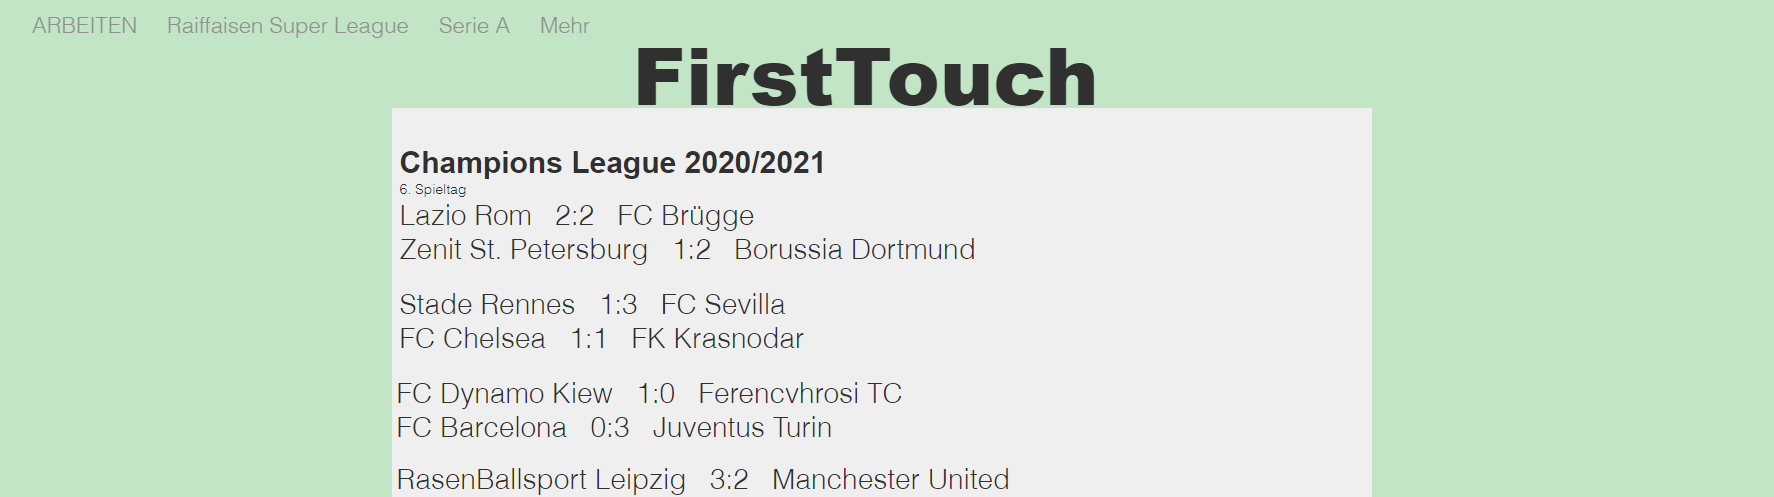 ARBEITEN Raiffaisen Super League Serie A Mehr
FirstTouch
Champions League 2020/2021
6. Spieltag
Lazio Rom 2:2 FC Brügge
Zenit St. Petersburg 1:2 Borussia Dortmund
Stade Rennes 1:3 FC Sevilla
FC Chelsea 1:1 FK Krasnodar
FC Dynamo Kiew 1:0 Ferencvhrosi TC
FC Barcelona 0:3 Juventus Turin
RasenBallsport Leipzig 3:2 Manchester United